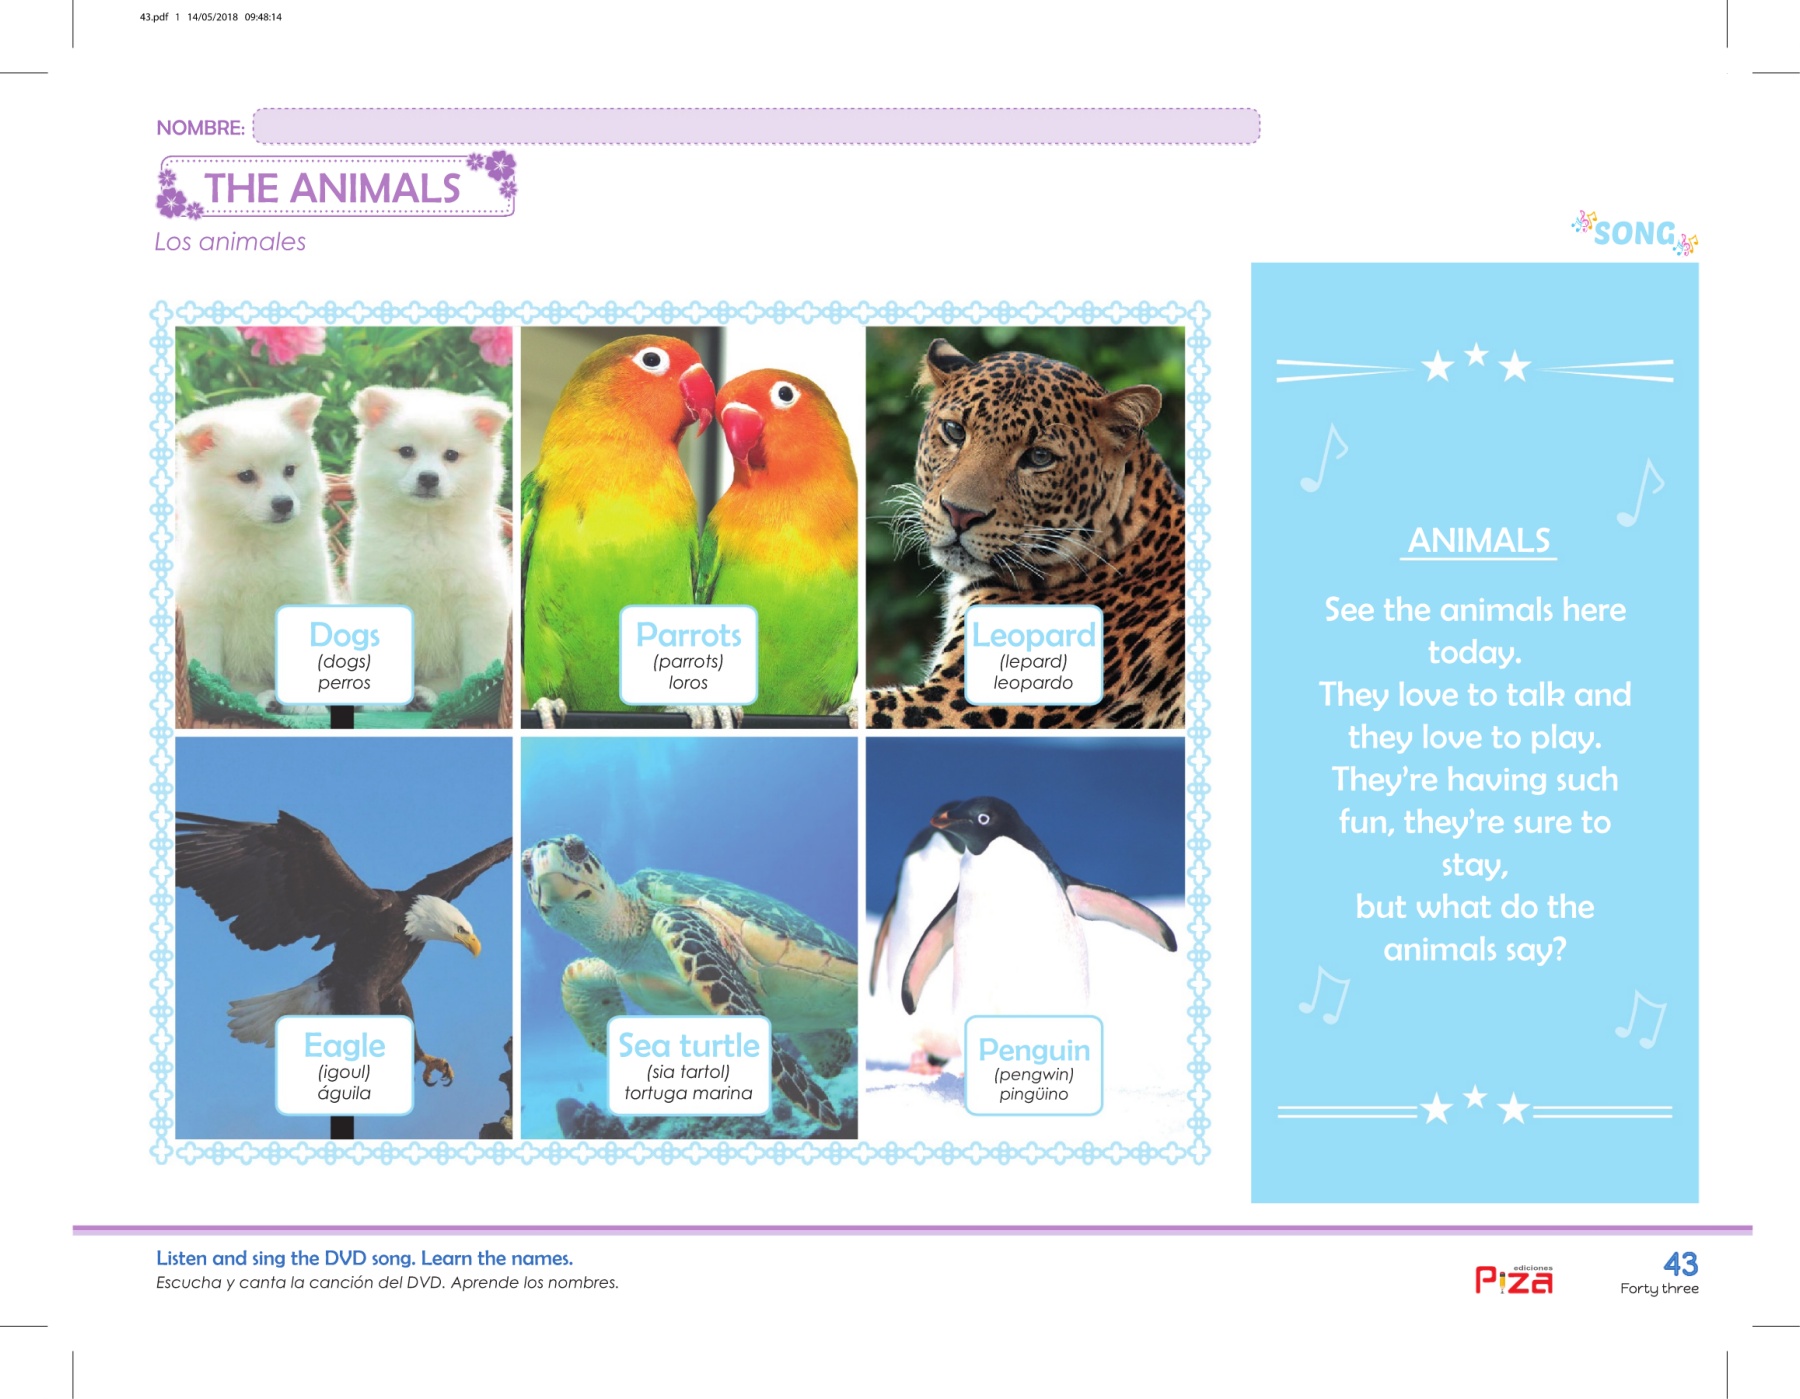 43.pdf 1 14/05/2018 09:48:14
NOMBRE:
THE ANIMALS
Los animales
SONG
Dogs
(dogs)
perros
Parrots
(parrots)
loros
Leopard
(lepard)
leopardo
Eagle
(igoul)
águila
Sea turtle
(sia tartol)
tortuga marina
Penguin
(pengwin)
pingüino
ANIMALS
See the animals here
today.
They love to talk and
they love to play.
They're having such
fun, they're sure to
stay,
but what do the
animals say?
Listen and sing the DVD song. Learn the names.
Escucha y canta la canción del DVD. Aprende los nombres.
ediciones
Piza
43
Forty three